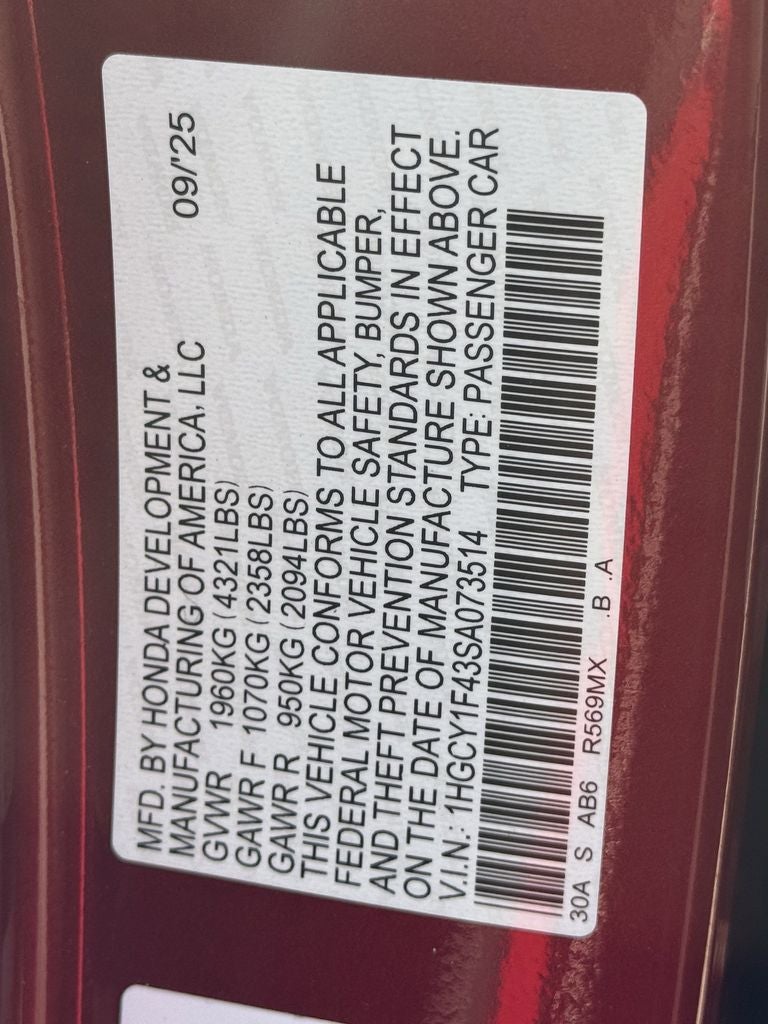 MFD. BY HONDA DEVELOPMENT &
MANUFACTURING OF AMERICA, LLC 09/'25
GVWR 1960KG (4321LBS)
GAWR F 1070KG (2358LBS)
GAWR R 950KG (2094LBS)
THIS VEHICLE CONFORMS TO ALL APPLICABLE
FEDERAL MOTOR VEHICLE SAFETY, BUMPER,
AND THEFT PREVENTION STANDARDS IN EFFECT
ON THE DATE OF MANUFACTURE SHOWN ABOVE.
V.I.N.: 1HGCY1F43SA073514 TYPE: PASSENGER CAR
30A S AB6 R569MX .B .A